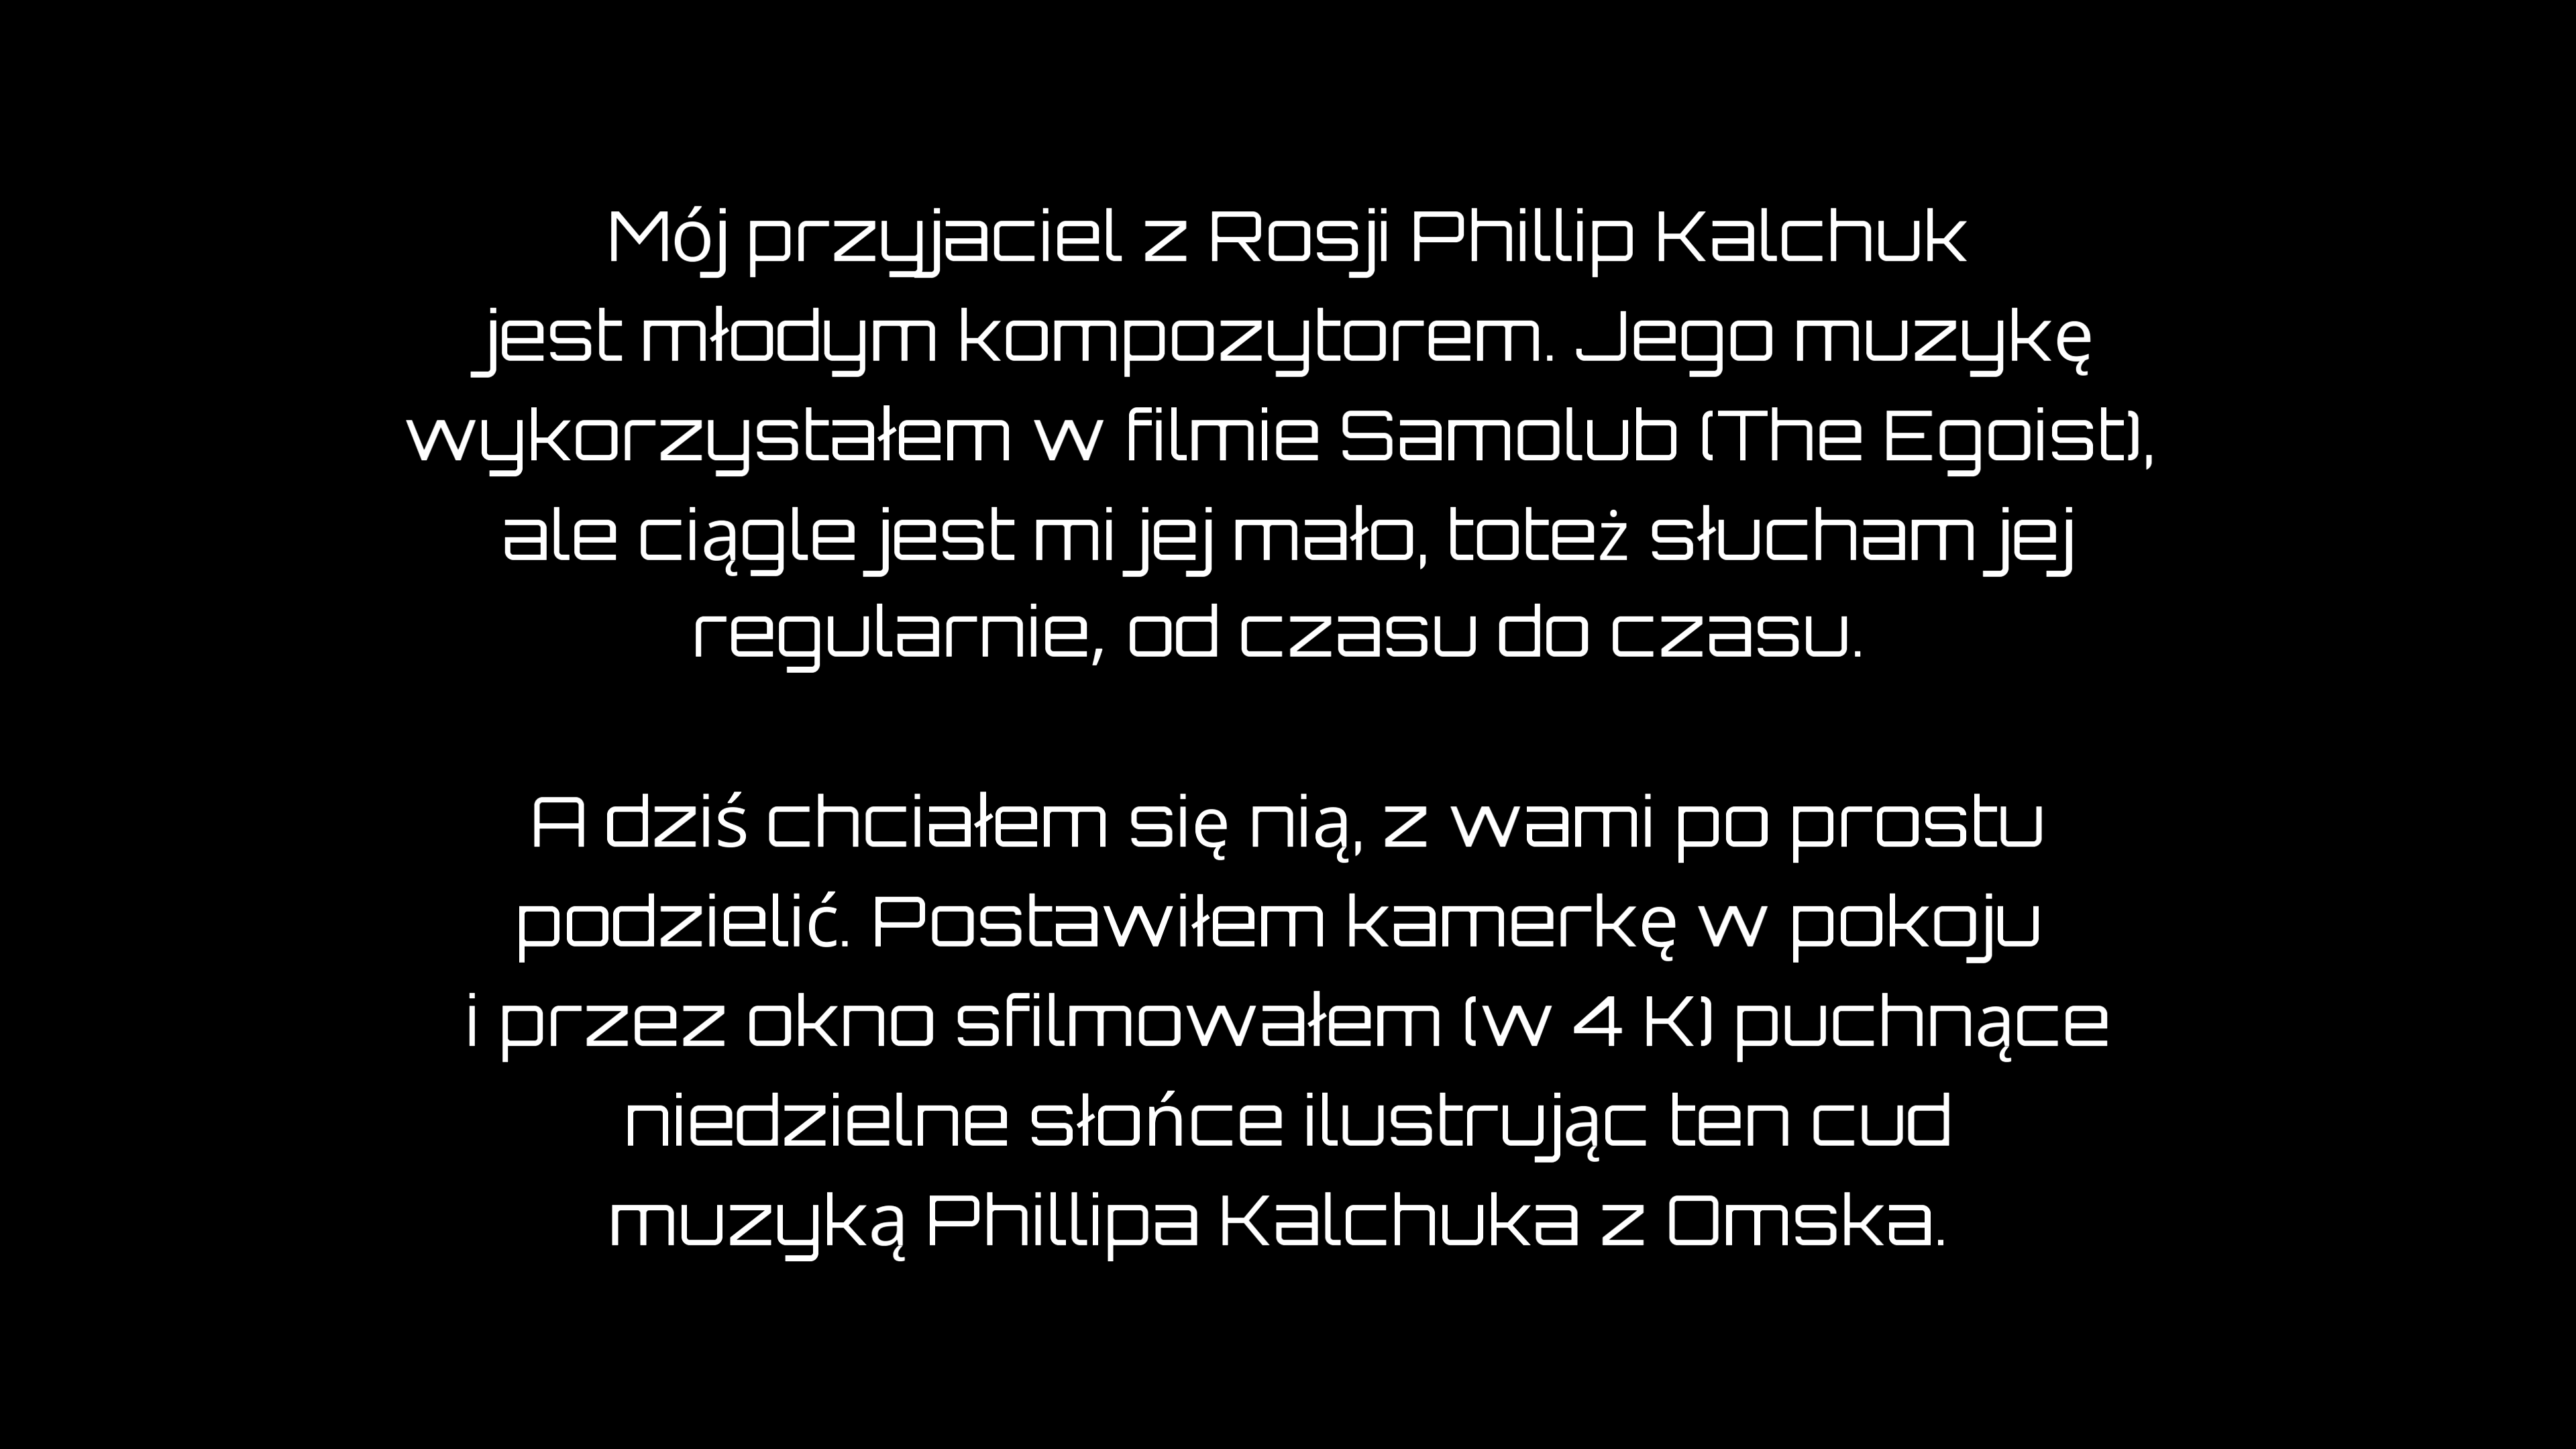 Mój przyjaciel z Rosji Phillip Kalchuk
jest młodym kompozytorem. Jego muzykę
wykorzystałem w filmie Samolub (The Egoist),
ale ciągle jest mi jej mało, toteż słucham jej
regularnie, od czasu do czasu.
A dziś chciałem się nią, z wami po prostu
podzielić. Postawiłem kamerkę w pokoju
i przez okno sfilmowałem (w 4 K) puchnące
niedzielne słońce ilustrując ten cud
muzyką Phillipa Kalchuka z Omska.